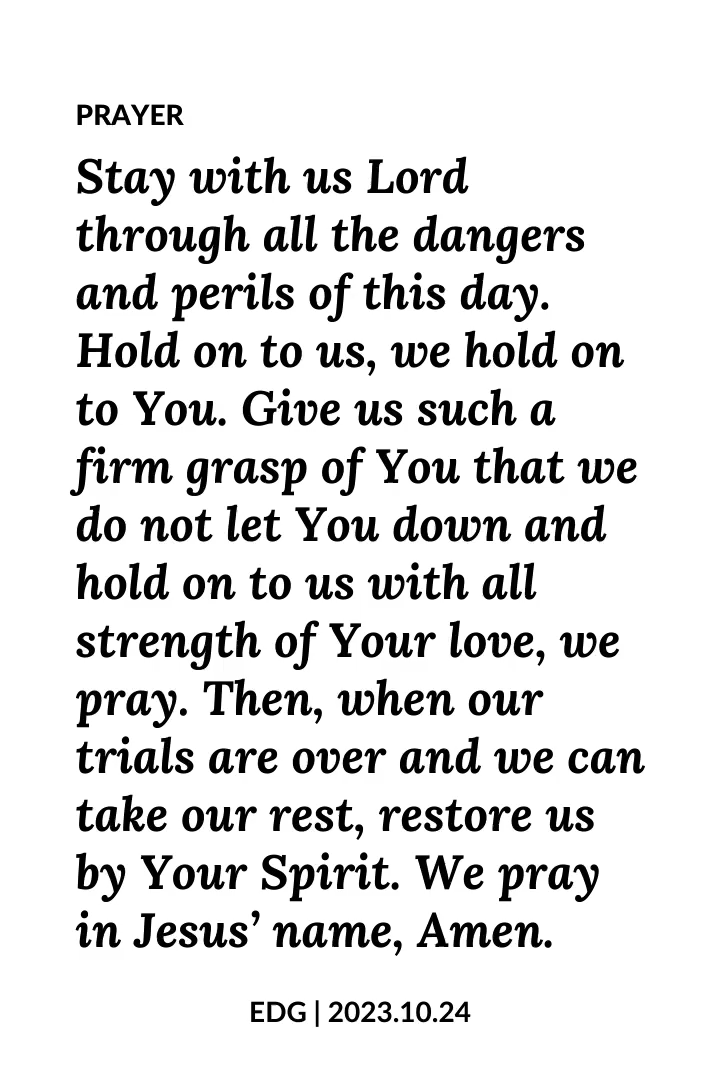 PRAYER
Stay with us Lord
through all the dangers
and perils of this day.
Hold on to us, we hold on
to You. Give us such a
firm grasp of You that we
do not let You down and
hold on to us with all
strength of Your love, we
pray. Then, when our
trials are over and we can
take our rest, restore us
by Your Spirit. We pray
in Jesus’ name, Amen.
EDG | 2023.10.24